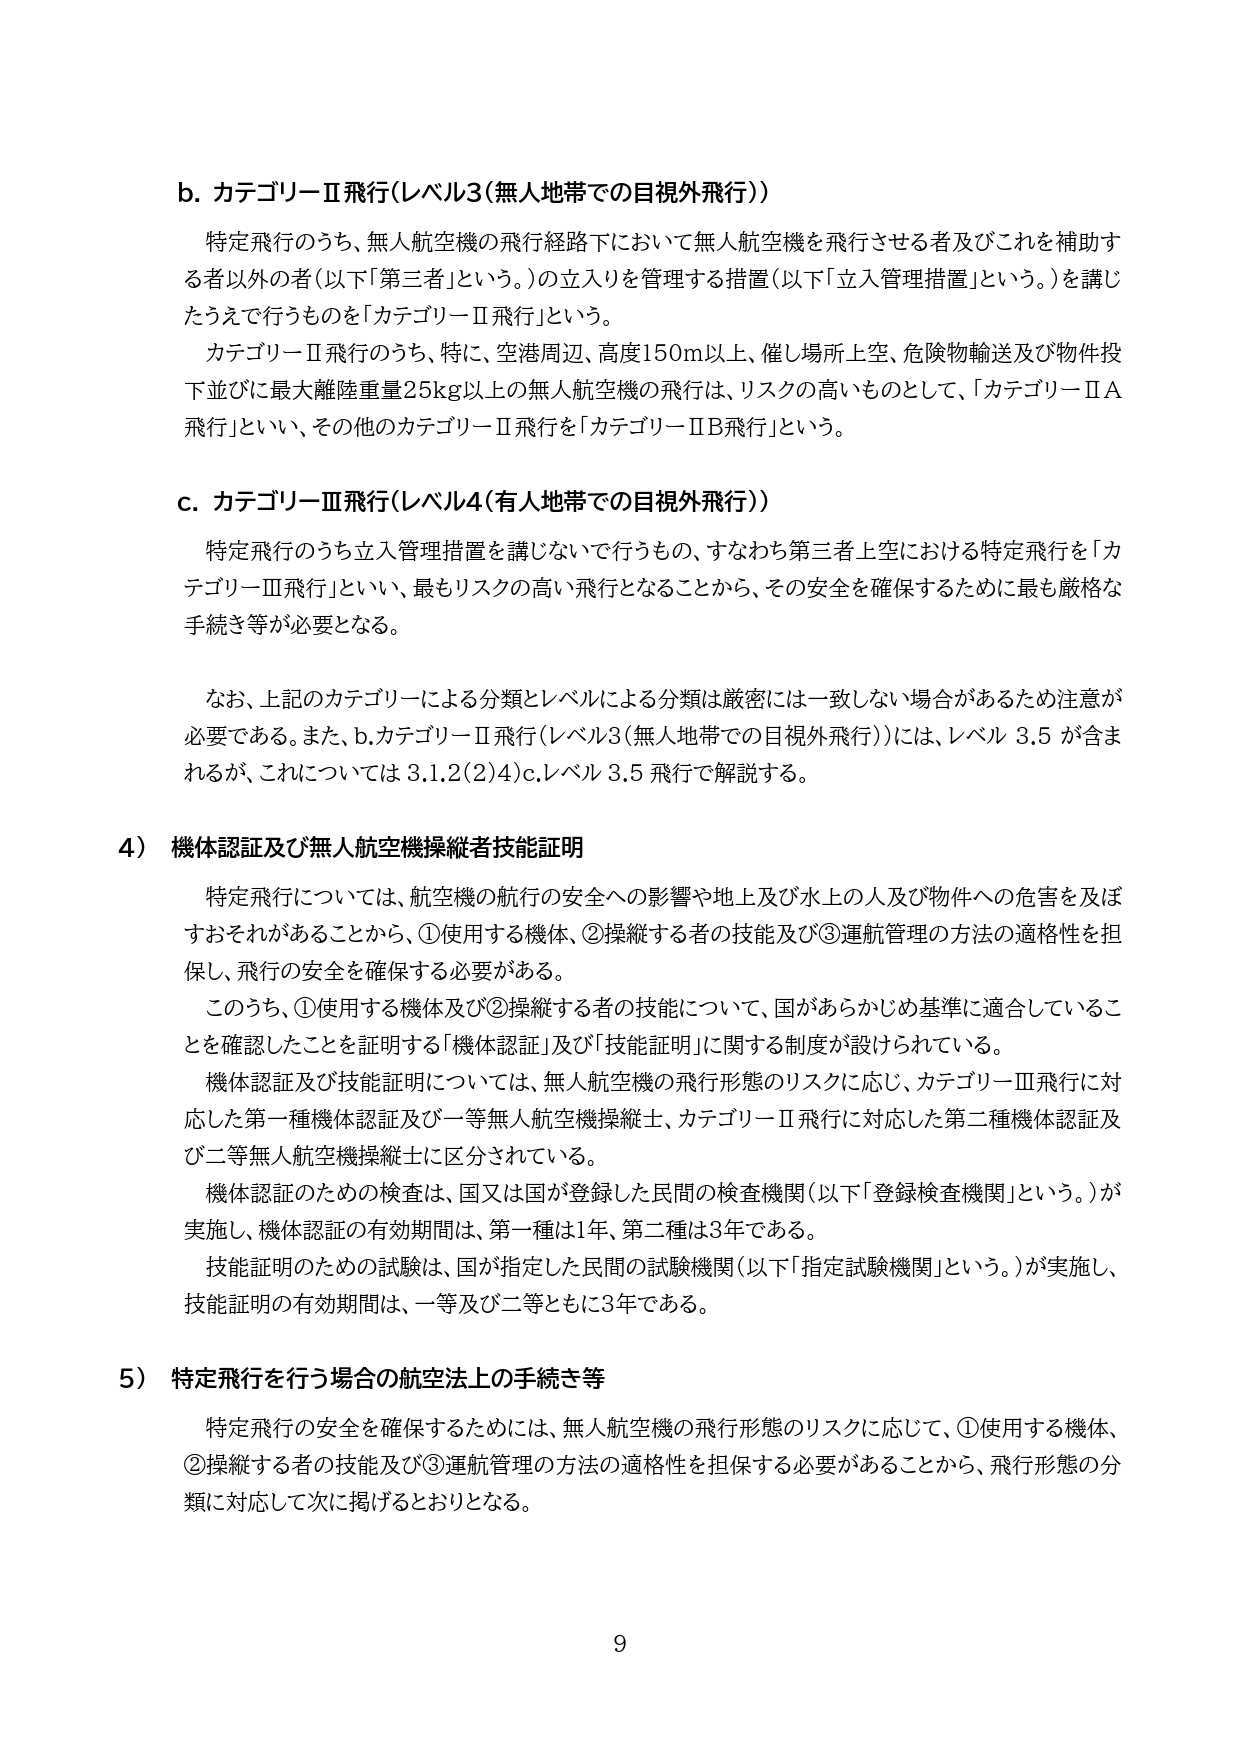 b. カテゴリーⅡ飛行(レベル3(無人地帯での目視外飛行))
特定飛行のうち、無人航空機の飛行経路下において無人航空機を飛行させる者及びこれを補助す
る者以外の者(以下「第三者」という。)の立入りを管理する措置(以下「立入管理措置」という。)を講じ
たうえで行うものを「カテゴリーⅡ飛行」という。
カテゴリーⅡ飛行のうち、特に、空港周辺、高度150m以上、催し場所上空、危険物輸送及び物件投
下並びに最大離陸重量25kg以上の無人航空機の飛行は、リスクの高いものとして、「カテゴリーⅡA
飛行」といい、その他のカテゴリーⅡ飛行を「カテゴリーⅡB飛行」という。
c. カテゴリーⅢ飛行(レベル4(有人地帯での目視外飛行))
特定飛行のうち立入管理措置を講じないで行うもの、すなわち第三者上空における特定飛行を「カ
テゴリーⅢ飛行」といい、最もリスクの高い飛行となることから、その安全を確保するために最も厳格な
手続き等が必要となる。
なお、上記のカテゴリーによる分類とレベルによる分類は厳密には一致しない場合があるため注意が
必要である。また、b.カテゴリーⅡ飛行(レベル3(無人地帯での目視外飛行))には、レベル 3.5 が含ま
れるが、これについては 3.1.2(2)4)c.レベル 3.5 飛行で解説する。
4) 機体認証及び無人航空機操縦者技能証明
特定飛行については、航空機の航行の安全への影響や地上及び水上の人及び物件への危害を及ぼ
すおそれがあることから、①使用する機体、②操縦する者の技能及び③運航管理の方法の適格性を担
保し、飛行の安全を確保する必要がある。
このうち、①使用する機体及び②操縦する者の技能について、国があらかじめ基準に適合しているこ
とを確認したことを証明する「機体認証」及び「技能証明」に関する制度が設けられている。
機体認証及び技能証明については、無人航空機の飛行形態のリスクに応じ、カテゴリーⅢ飛行に対
応した第一種機体認証及び一等無人航空機操縦士、カテゴリーⅡ飛行に対応した第二種機体認証及
び二等無人航空機操縦士に区分されている。
機体認証のための検査は、国又は国が登録した民間の検査機関(以下「登録検査機関」という。)が
実施し、機体認証の有効期間は、第一種は1年、第二種は3年である。
技能証明のための試験は、国が指定した民間の試験機関(以下「指定試験機関」という。)が実施し、
技能証明の有効期間は、一等及び二等ともに3年である。
5) 特定飛行を行う場合の航空法上の手続き等
特定飛行の安全を確保するためには、無人航空機の飛行形態のリスクに応じて、①使用する機体、
②操縦する者の技能及び③運航管理の方法の適格性を担保する必要があることから、飛行形態の分
類に対応して次に掲げるとおりとなる。
9